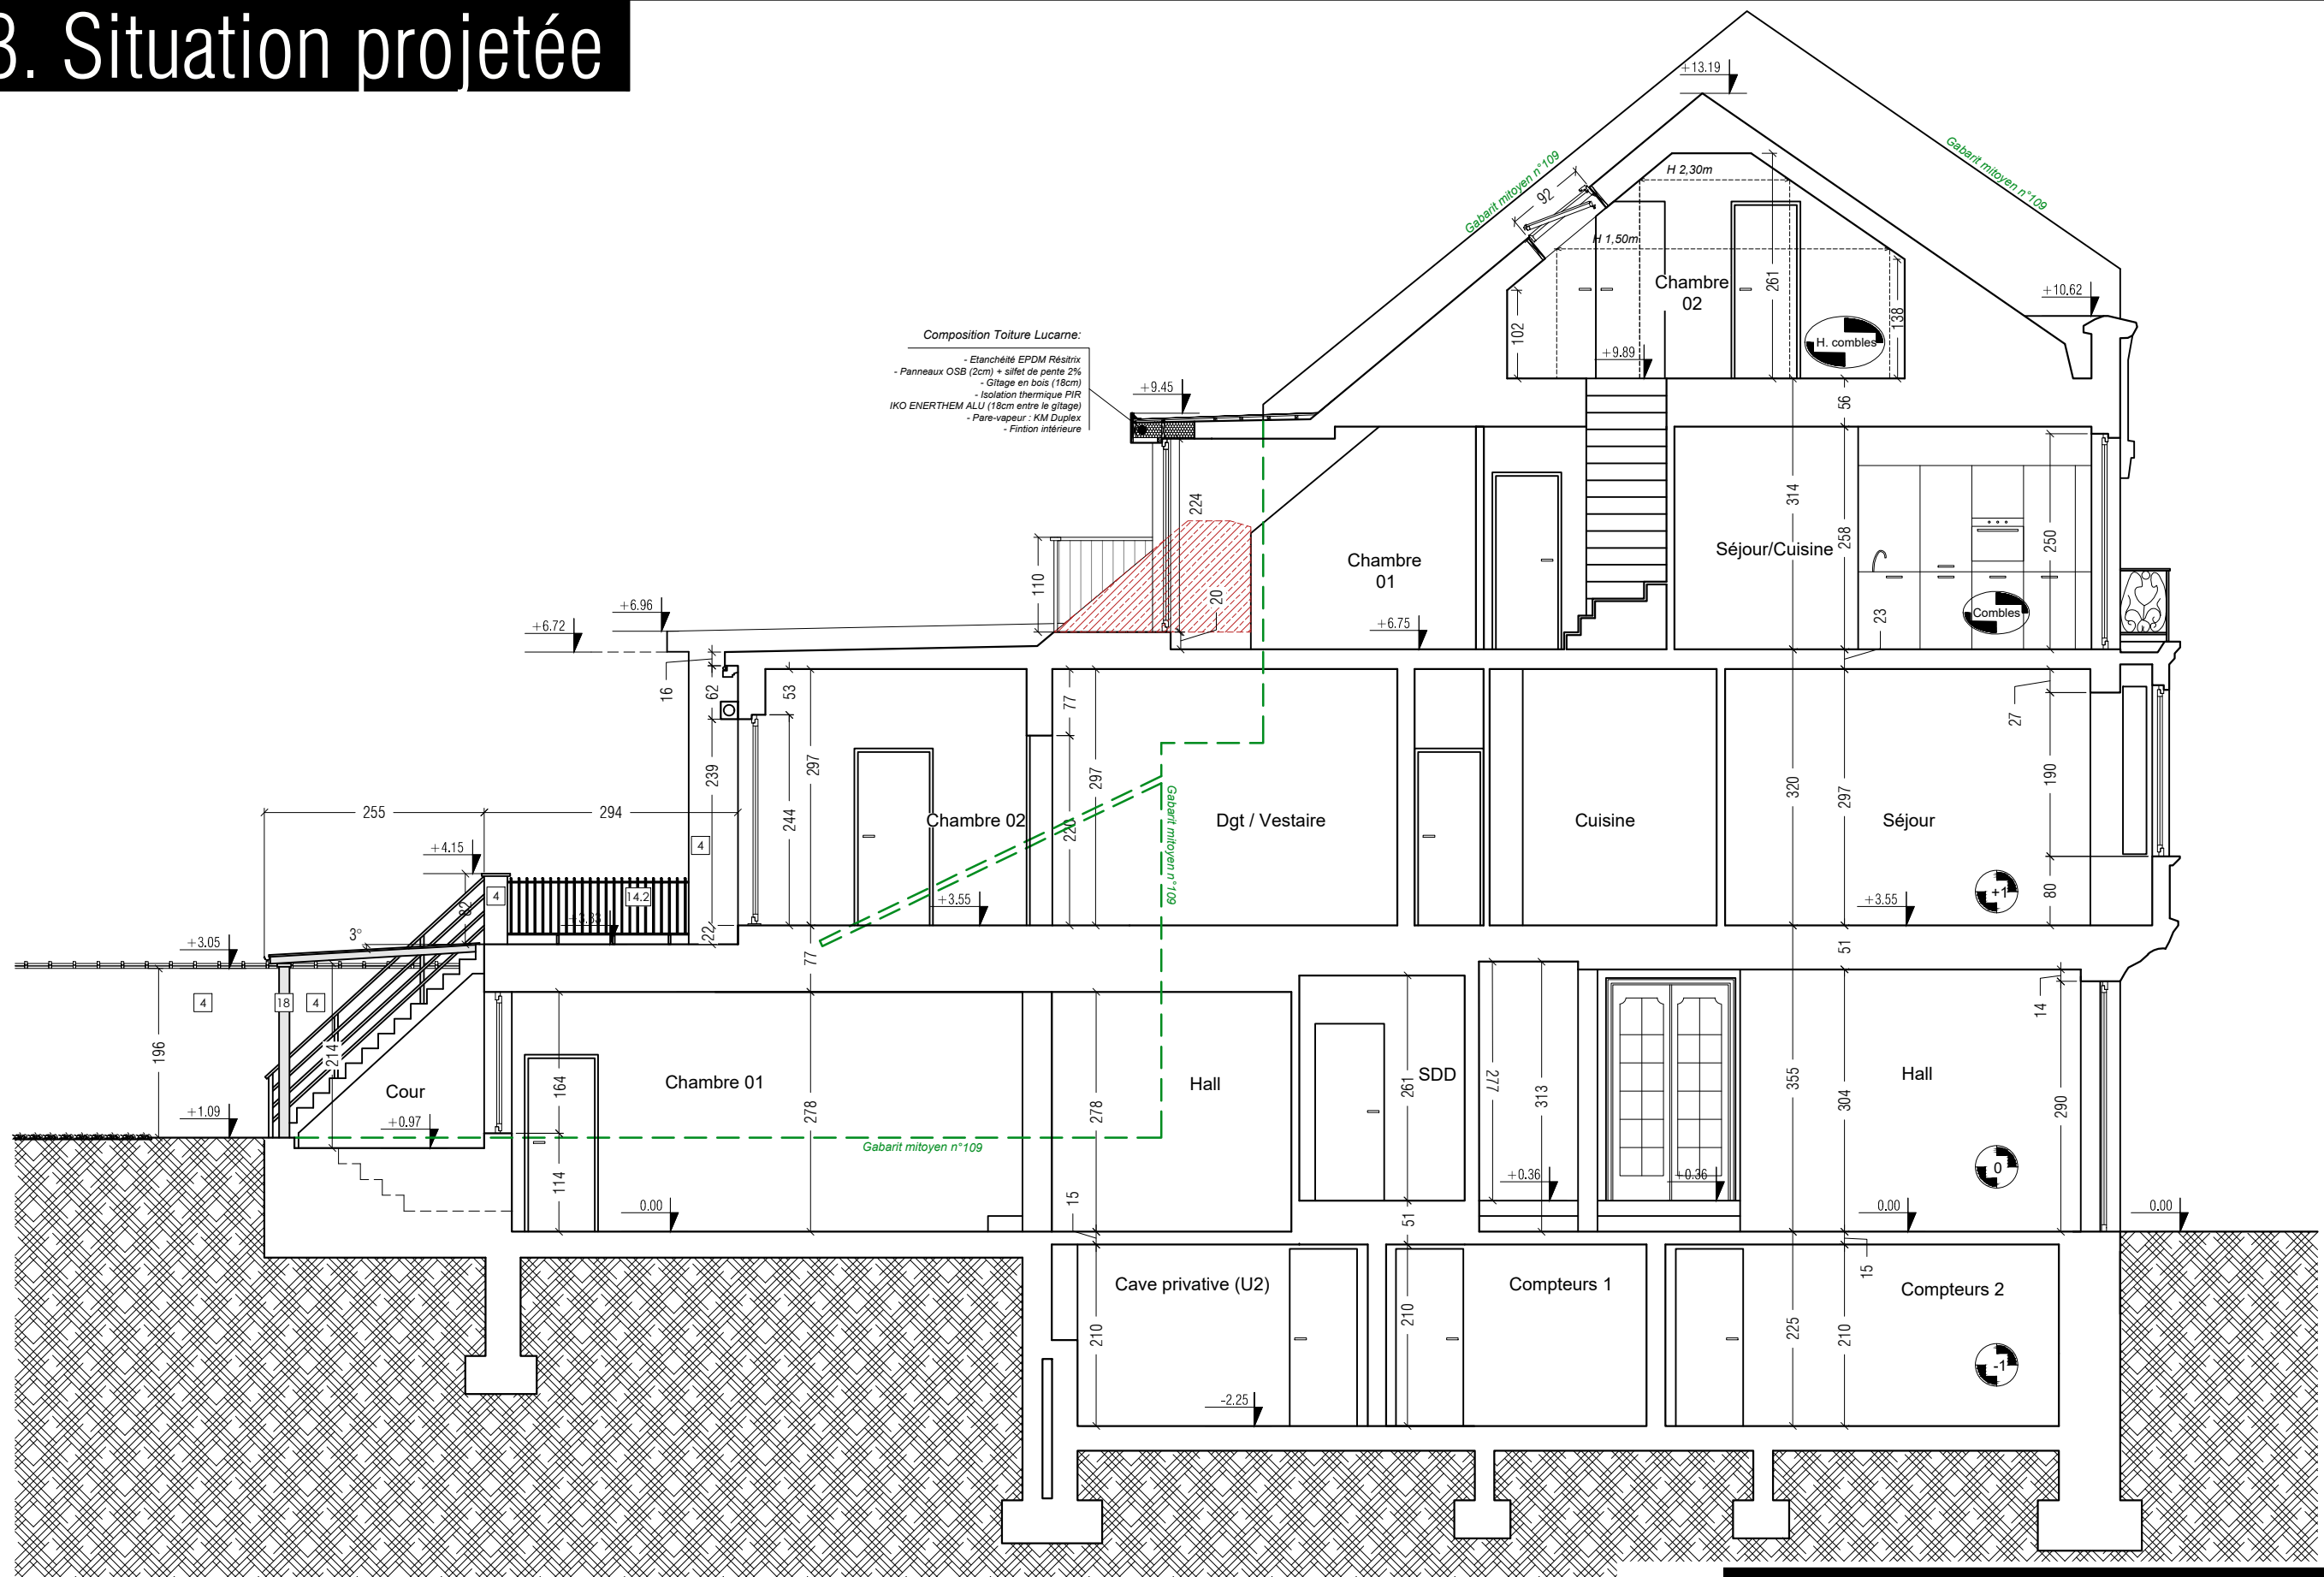 3. Situation projetée
+13.19
Gabarit mitoyen n°109
Gabarit mitoyen n°109
H 2,30m
92
H 1,50m
Chambre
02
261
+10.62
138
102
H. combles
+9.89
Composition Toiture Lucarne:
- Etanchéité EPDM Résitrix
- Panneaux OSB (2cm) + silfet de pente 2%
- Gîtage en bois (18cm)
- Isolation thermique PIR
IKO ENERTHEM ALU (18cm entre le gîtage)
- Pare-vapeur : KM Duplex
- Fintion intérieure
+9.45
56
224
314
258
250
Séjour/Cuisine
Chambre
01
110
20
Combles
23
+6.96
+6.72
+6.75
16
62
53
77
27
239
297
297
244
220
320
297
190
255
294
Chambre 02
Dgt / Vestaire
Cuisine
Séjour
Gabarit mitoyen n°109
4
+4.15
4
14.2
82
+3.55
+3.55
+1
80
22
3°
+3.05
77
51
4
18
4
14
196
214
Cour
164
Chambre 01
278
Hall
278
261
SDD
277
313
355
304
Hall
290
+1.09
+0.97
Gabarit mitoyen n°109
114
+0.36
+0.36
0
0.00
15
51
0.00
0.00
15
Cave privative (U2)
Compteurs 1
Compteurs 2
210
210
225
210
-1
-2.25